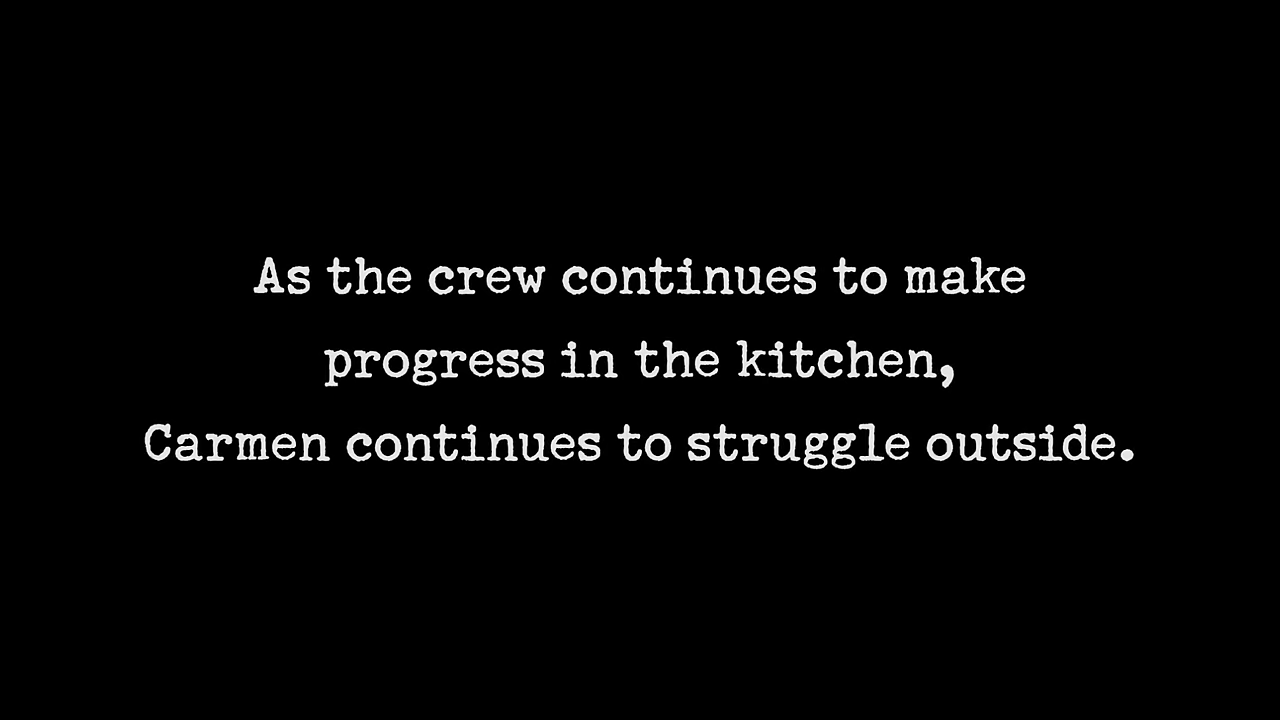 As the crew continues to make
progress in the kitchen,
Carmen continues to struggle outside.